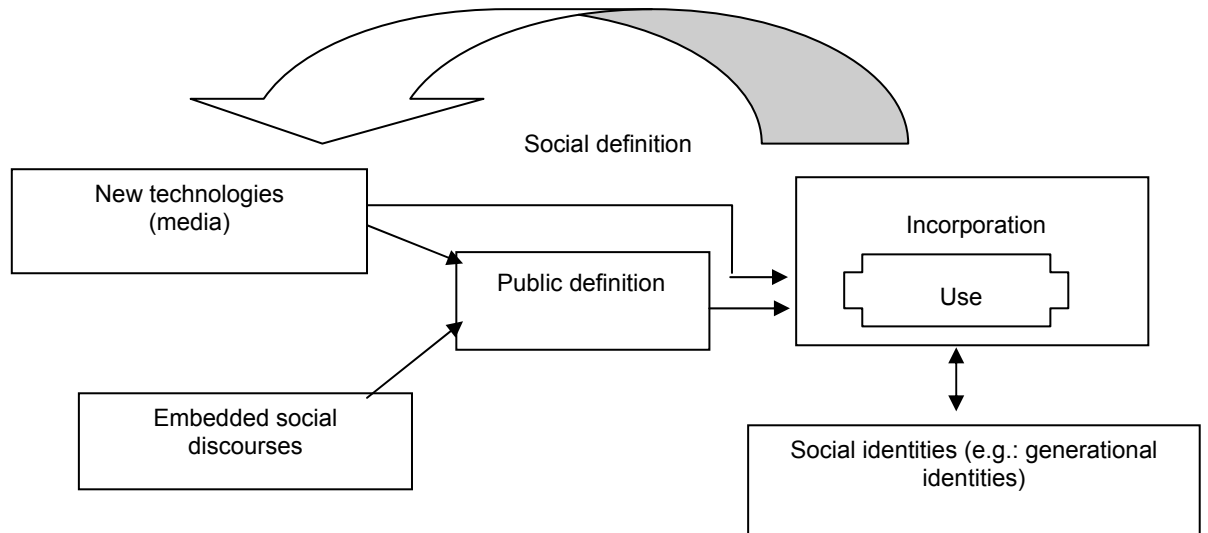 Social definition
New technologies
(media)
Incorporation
Public definition
Use
Embedded social
discourses
Social identities (e.g.: generational
identities)